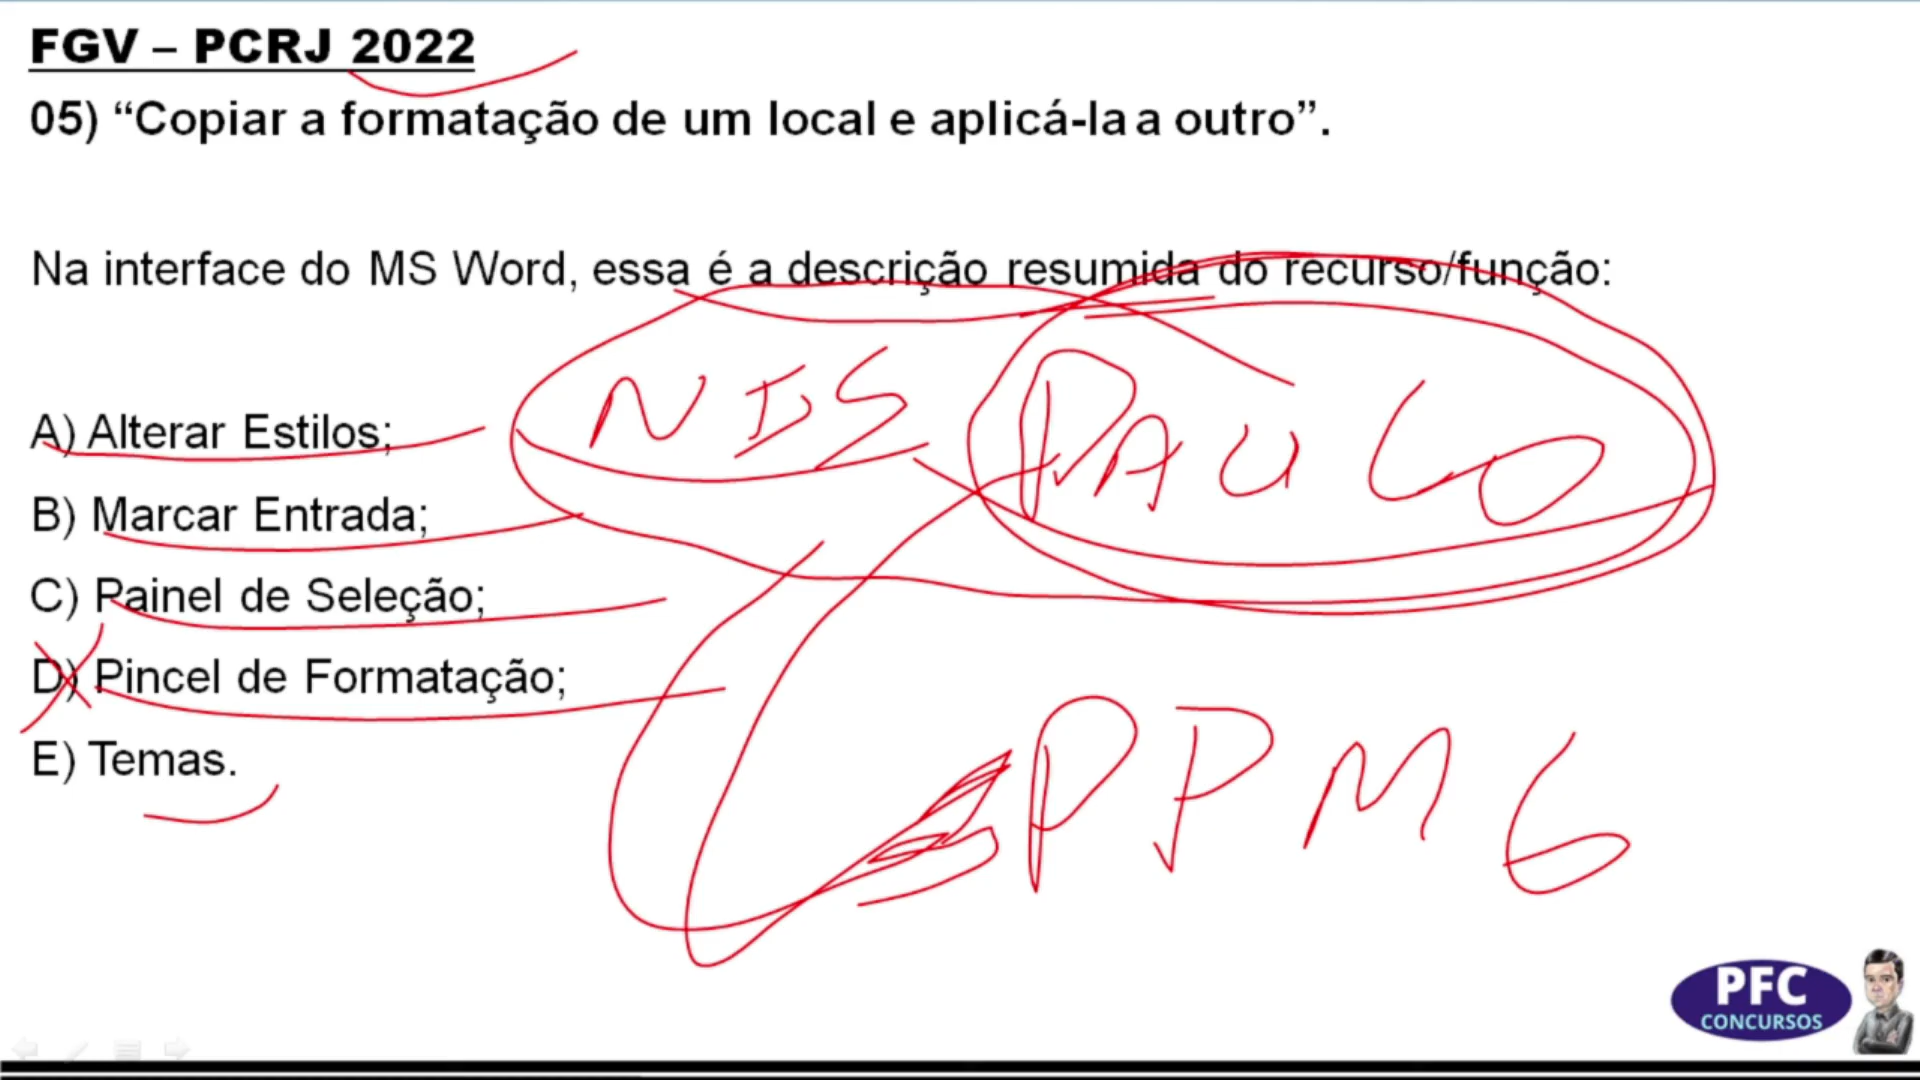 FGV – PCRJ 2022
05) “Copiar a formatação de um local e aplicá-la a outro”.
Na interface do MS Word, essa é a descrição resumida do recurso/função:
NIS PAULO
A) Alterar Estilos;
B) Marcar Entrada;
C) Painel de Seleção;
D) Pincel de Formatação;
E) Temas.
PFC
CONCURSOS